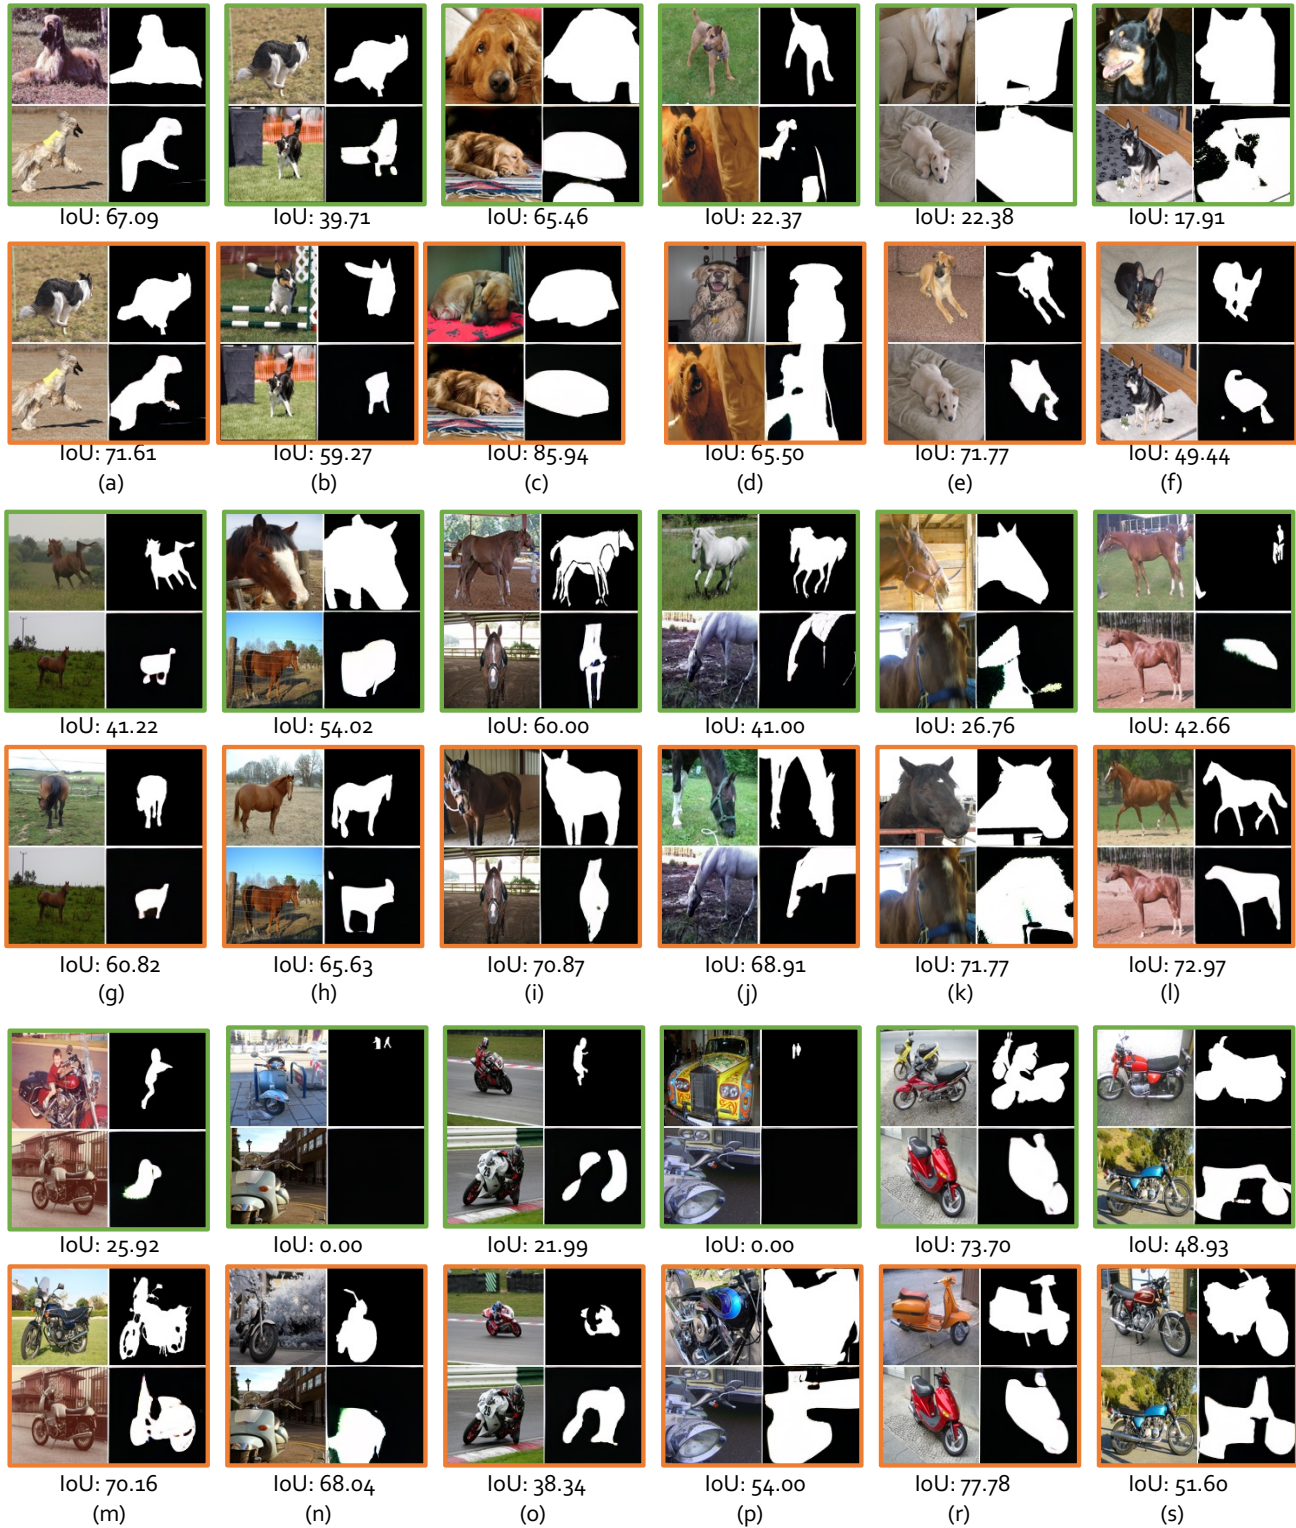 IoU: 67.09 IoU: 39.71 IoU: 65.46 IoU: 22.37 IoU: 22.38 IoU: 17.91
IoU: 71.61 IoU: 59.27 IoU: 85.94 IoU: 65.50 IoU: 71.77 IoU: 49.44
(a) (b) (c) (d) (e) (f)
IoU: 41.22 IoU: 54.02 IoU: 60.00 IoU: 41.00 IoU: 26.76 IoU: 42.66
IoU: 60.82 IoU: 65.63 IoU: 70.87 IoU: 68.91 IoU: 71.77 IoU: 72.97
(g) (h) (i) (j) (k) (l)
IoU: 25.92 IoU: 0.00 IoU: 21.99 IoU: 0.00 IoU: 73.70 IoU: 48.93
IoU: 70.16 IoU: 68.04 IoU: 38.34 IoU: 54.00 IoU: 77.78 IoU: 51.60
(m) (n) (o) (p) (r) (s)